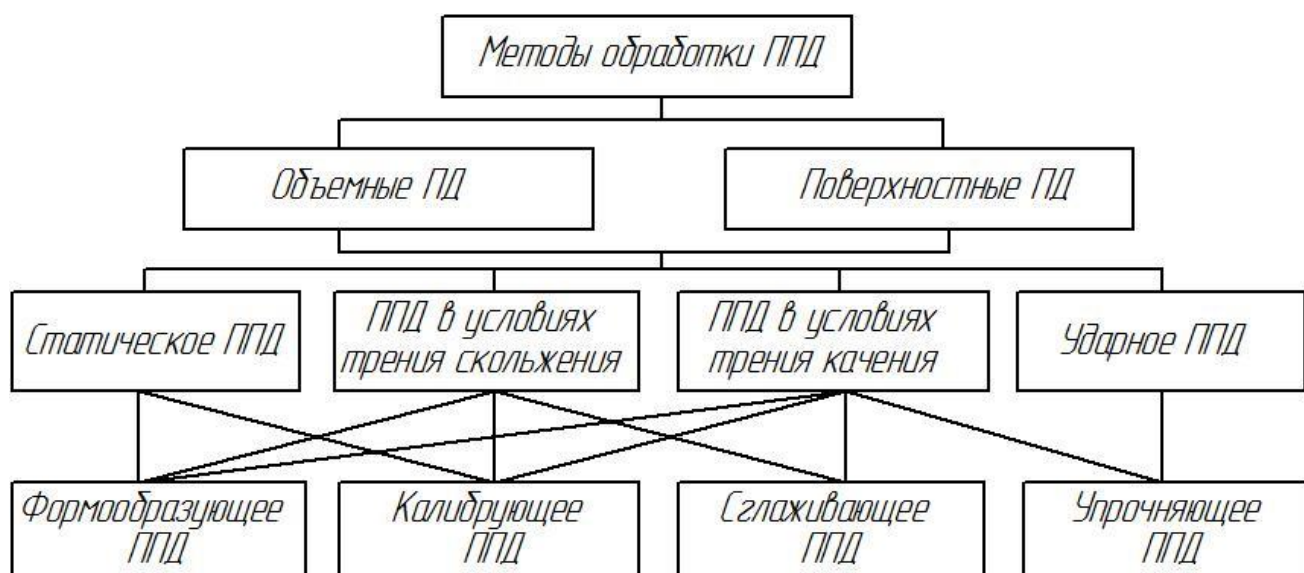 Методы обработки ППД
Объемные ПД
Поверхностные ПД
Статическое ППД
ППД в условиях
трения скольжения
ППД в условиях
трения качения
Ударное ППД
Формообразующее
ППД
Калибрующее
ППД
Сглаживающее
ППД
Упрочняющее
ППД